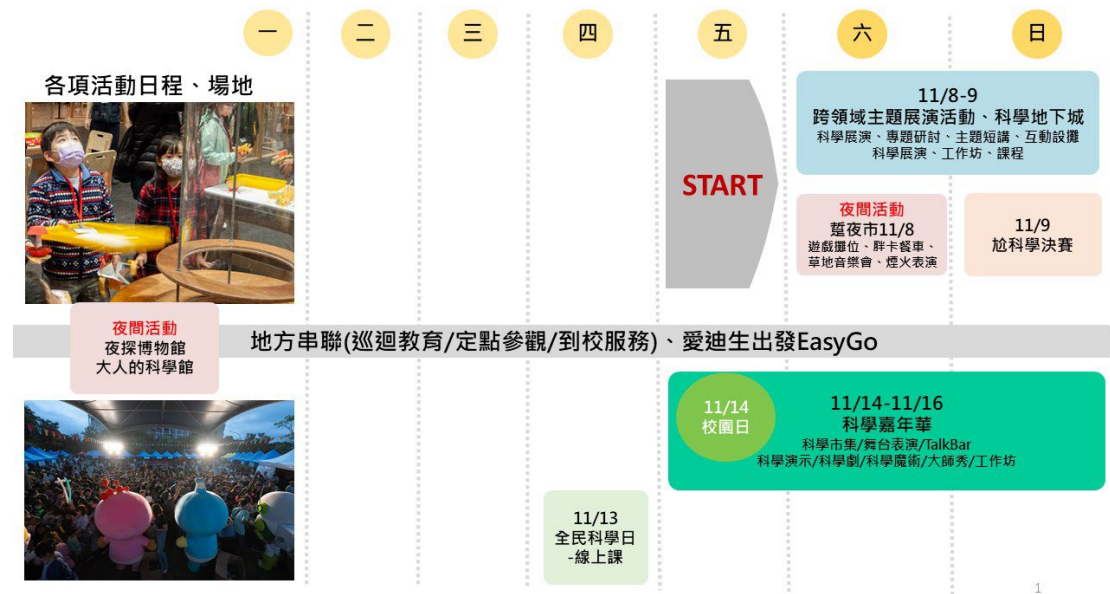 一
二
三
四
五
六
日
各項活動日程、場地
START
11/8-9
跨領域主題展演活動、科學地下城
科學展演、專題研討、主題短講、互動設攤
科學展演、工作坊、課程
夜間活動
蜇夜市11/8
遊戲攤位、胖卡餐車、
草地音樂會、煙火表演
11/9
尬科學決賽
夜間活動
夜探博物館
大人的科學館
地方串聯(巡迴教育/定點參觀/到校服務)、愛迪生出發EasyGo
11/14
校園日
11/14-11/16
科學嘉年華
科學市集/舞台表演/TalkBar
科學演示/科學劇/科學魔術/大師秀/工作坊
11/13
全民科學日
-線上課
1